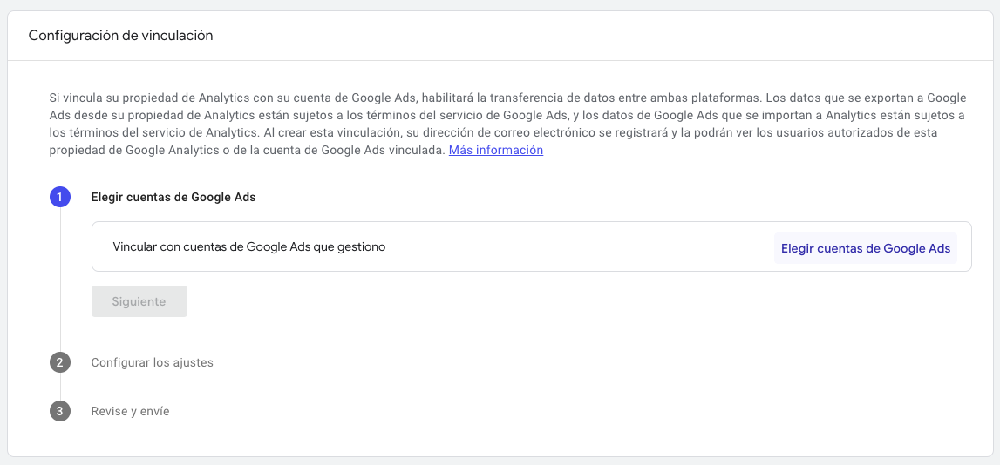 Configuración de vinculación
Si vincula su propiedad de Analytics con su cuenta de Google Ads, habilitará la transferencia de datos entre ambas plataformas. Los datos que se exportan a Google
Ads desde su propiedad de Analytics están sujetos a los términos del servicio de Google Ads, y los datos de Google Ads que se importan a Analytics están sujetos a
los términos del servicio de Analytics. Al crear esta vinculación, su dirección de correo electrónico se registrará y la podrán ver los usuarios autorizados de esta
propiedad de Google Analytics o de la cuenta de Google Ads vinculada. Más información
1 Elegir cuentas de Google Ads
Vincular con cuentas de Google Ads que gestiono Elegir cuentas de Google Ads
Siguiente
2 Configurar los ajustes
3 Revise y envíe